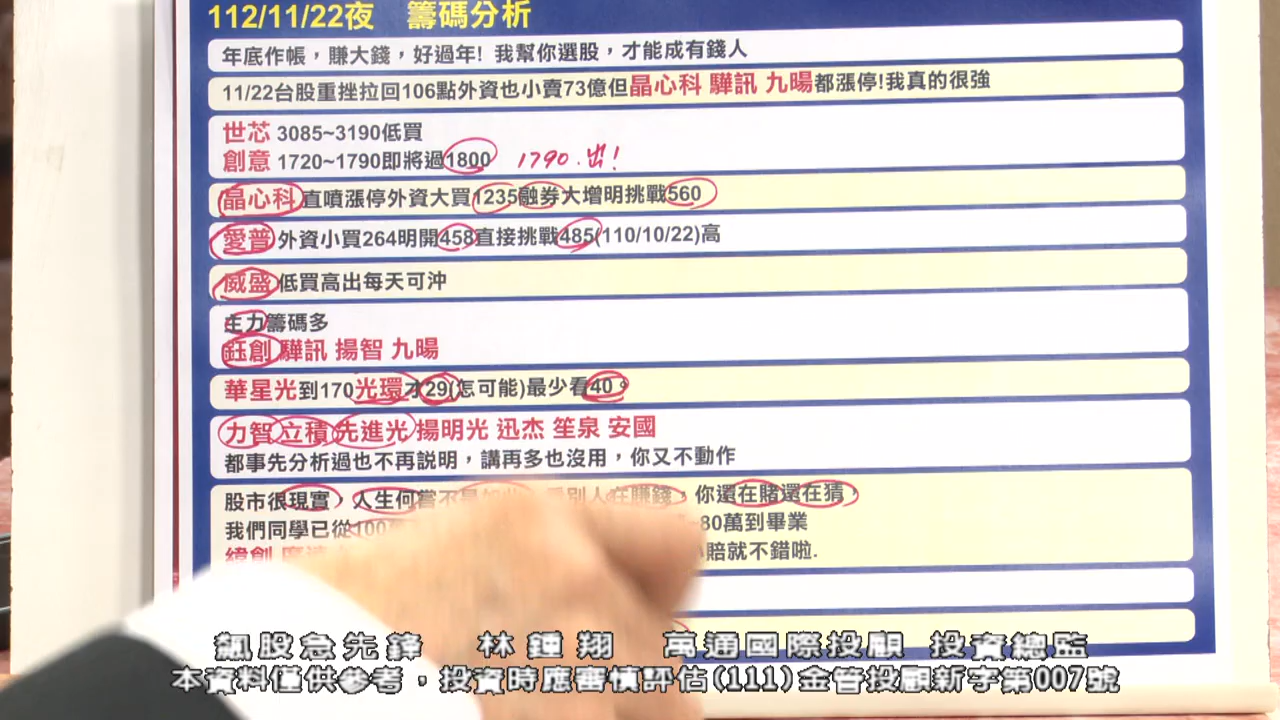 112/11/22夜 籌碼分析
年底作帳，賺大錢，好過年! 我幫你選股，才能成有錢人
11/22台股重挫拉回106點外資也小賣73億但晶心科 驊訊 九暘都漲停!我真的很強
世芯 3085~3190低買
創意 1720~1790即將過1800 1790.出!
晶心科直噴漲停外資大買1235融券大增明挑戰560
愛普外資小買264明開458直接挑戰485(110/10/22)高
威盛低買高出每天可沖
主力籌碼多
鈺創 驊訊 揚智 九暘
華星光到170光環才29(怎可能)最少看40。
力智 立積 先進光 揚明光 迅杰 笙泉 安國
都事先分析過也不再說明，講再多也沒用，你又不動作
股市很現實，人生何嘗不是如此 看別人在賺錢，你還在賭還在猜，
我們同學已從100 80萬到畢業
緯創 賠就不錯啦.
飆股急先鋒 林鍾翔 萬通國際投顧 投資總監
本資料僅供參考，投資時應審慎評估(111)金管投顧新字第007號